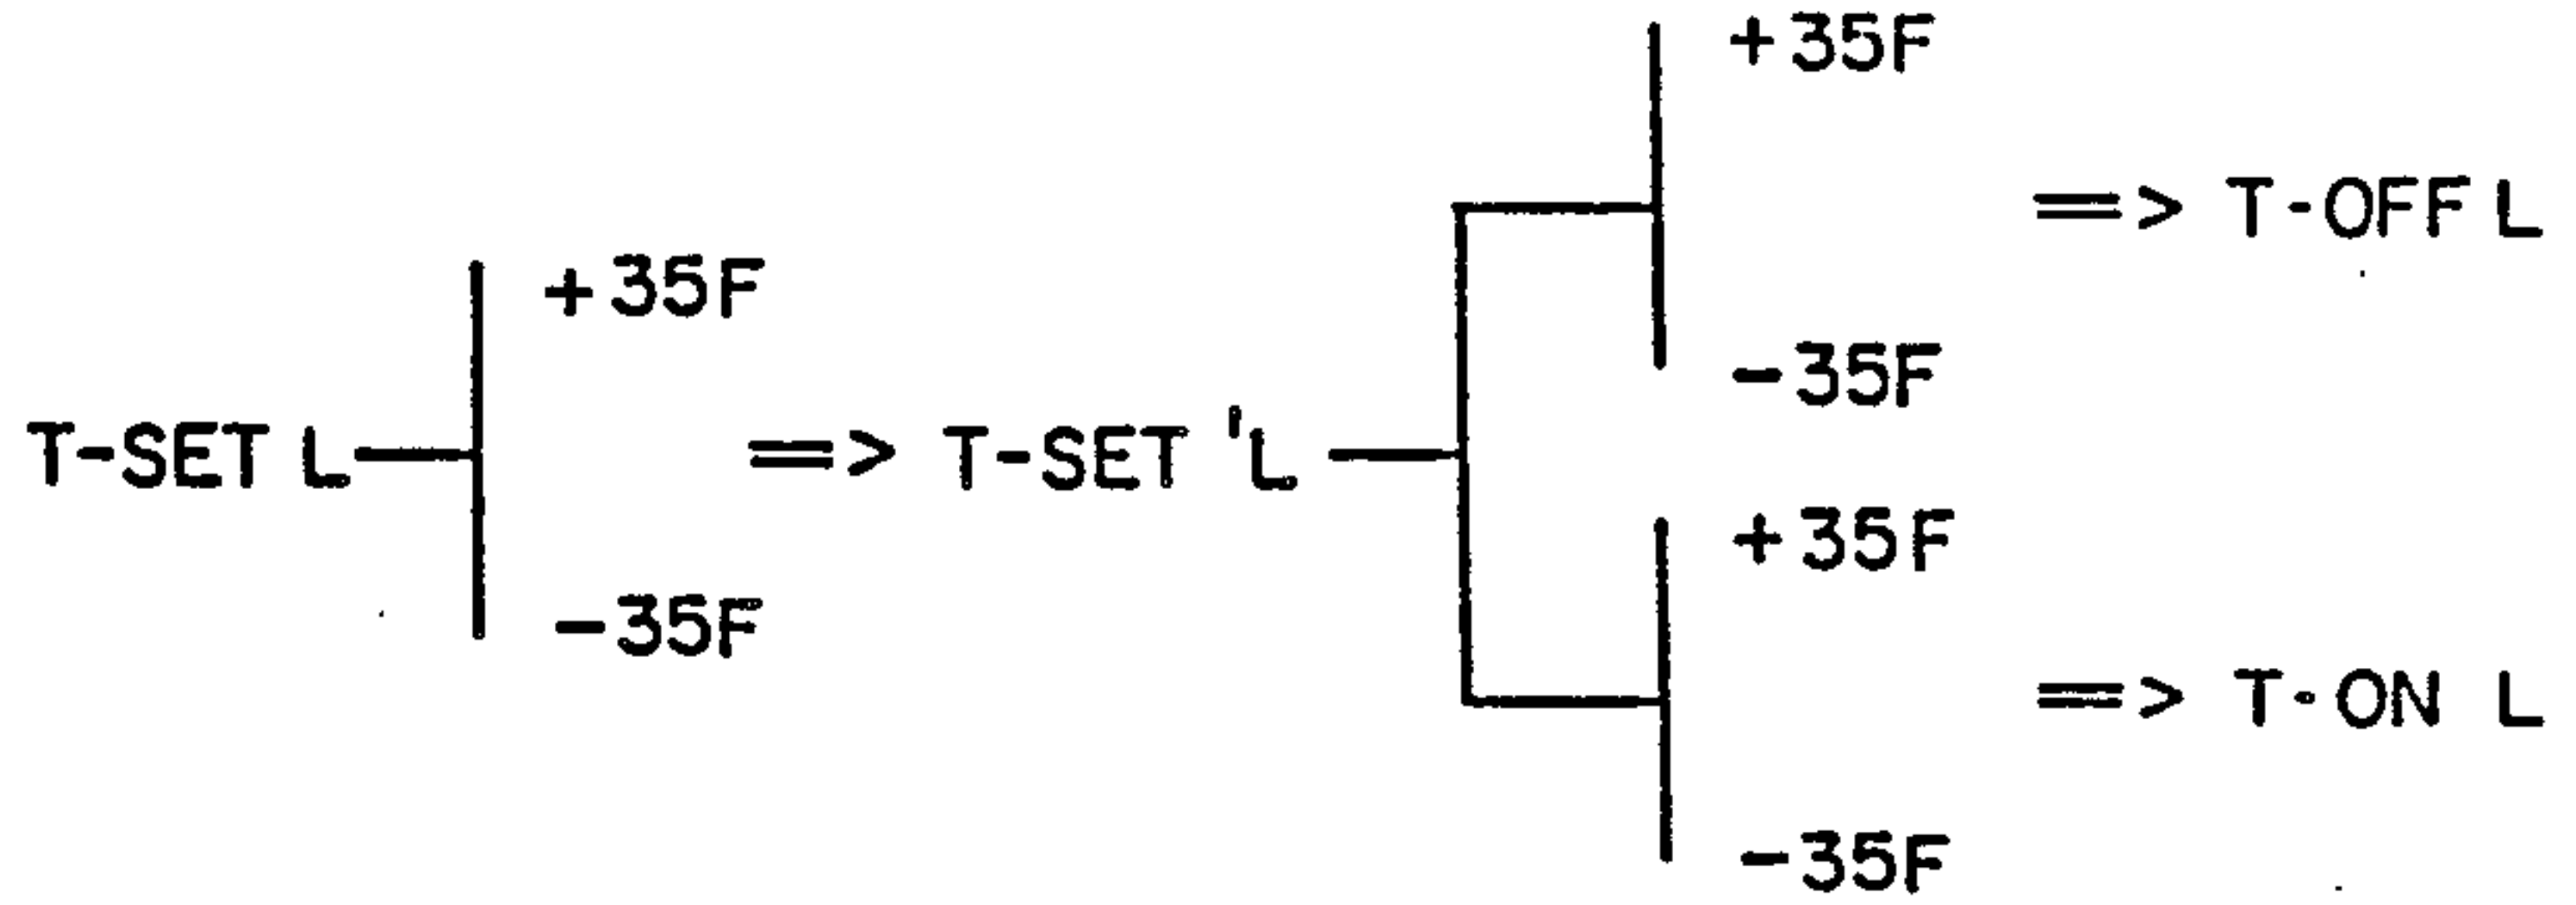 +35F
=> T-OFF L
+35F
-35F
T-SET L => T-SET 'L
+35F
-35F
=> T-ON L
-35F